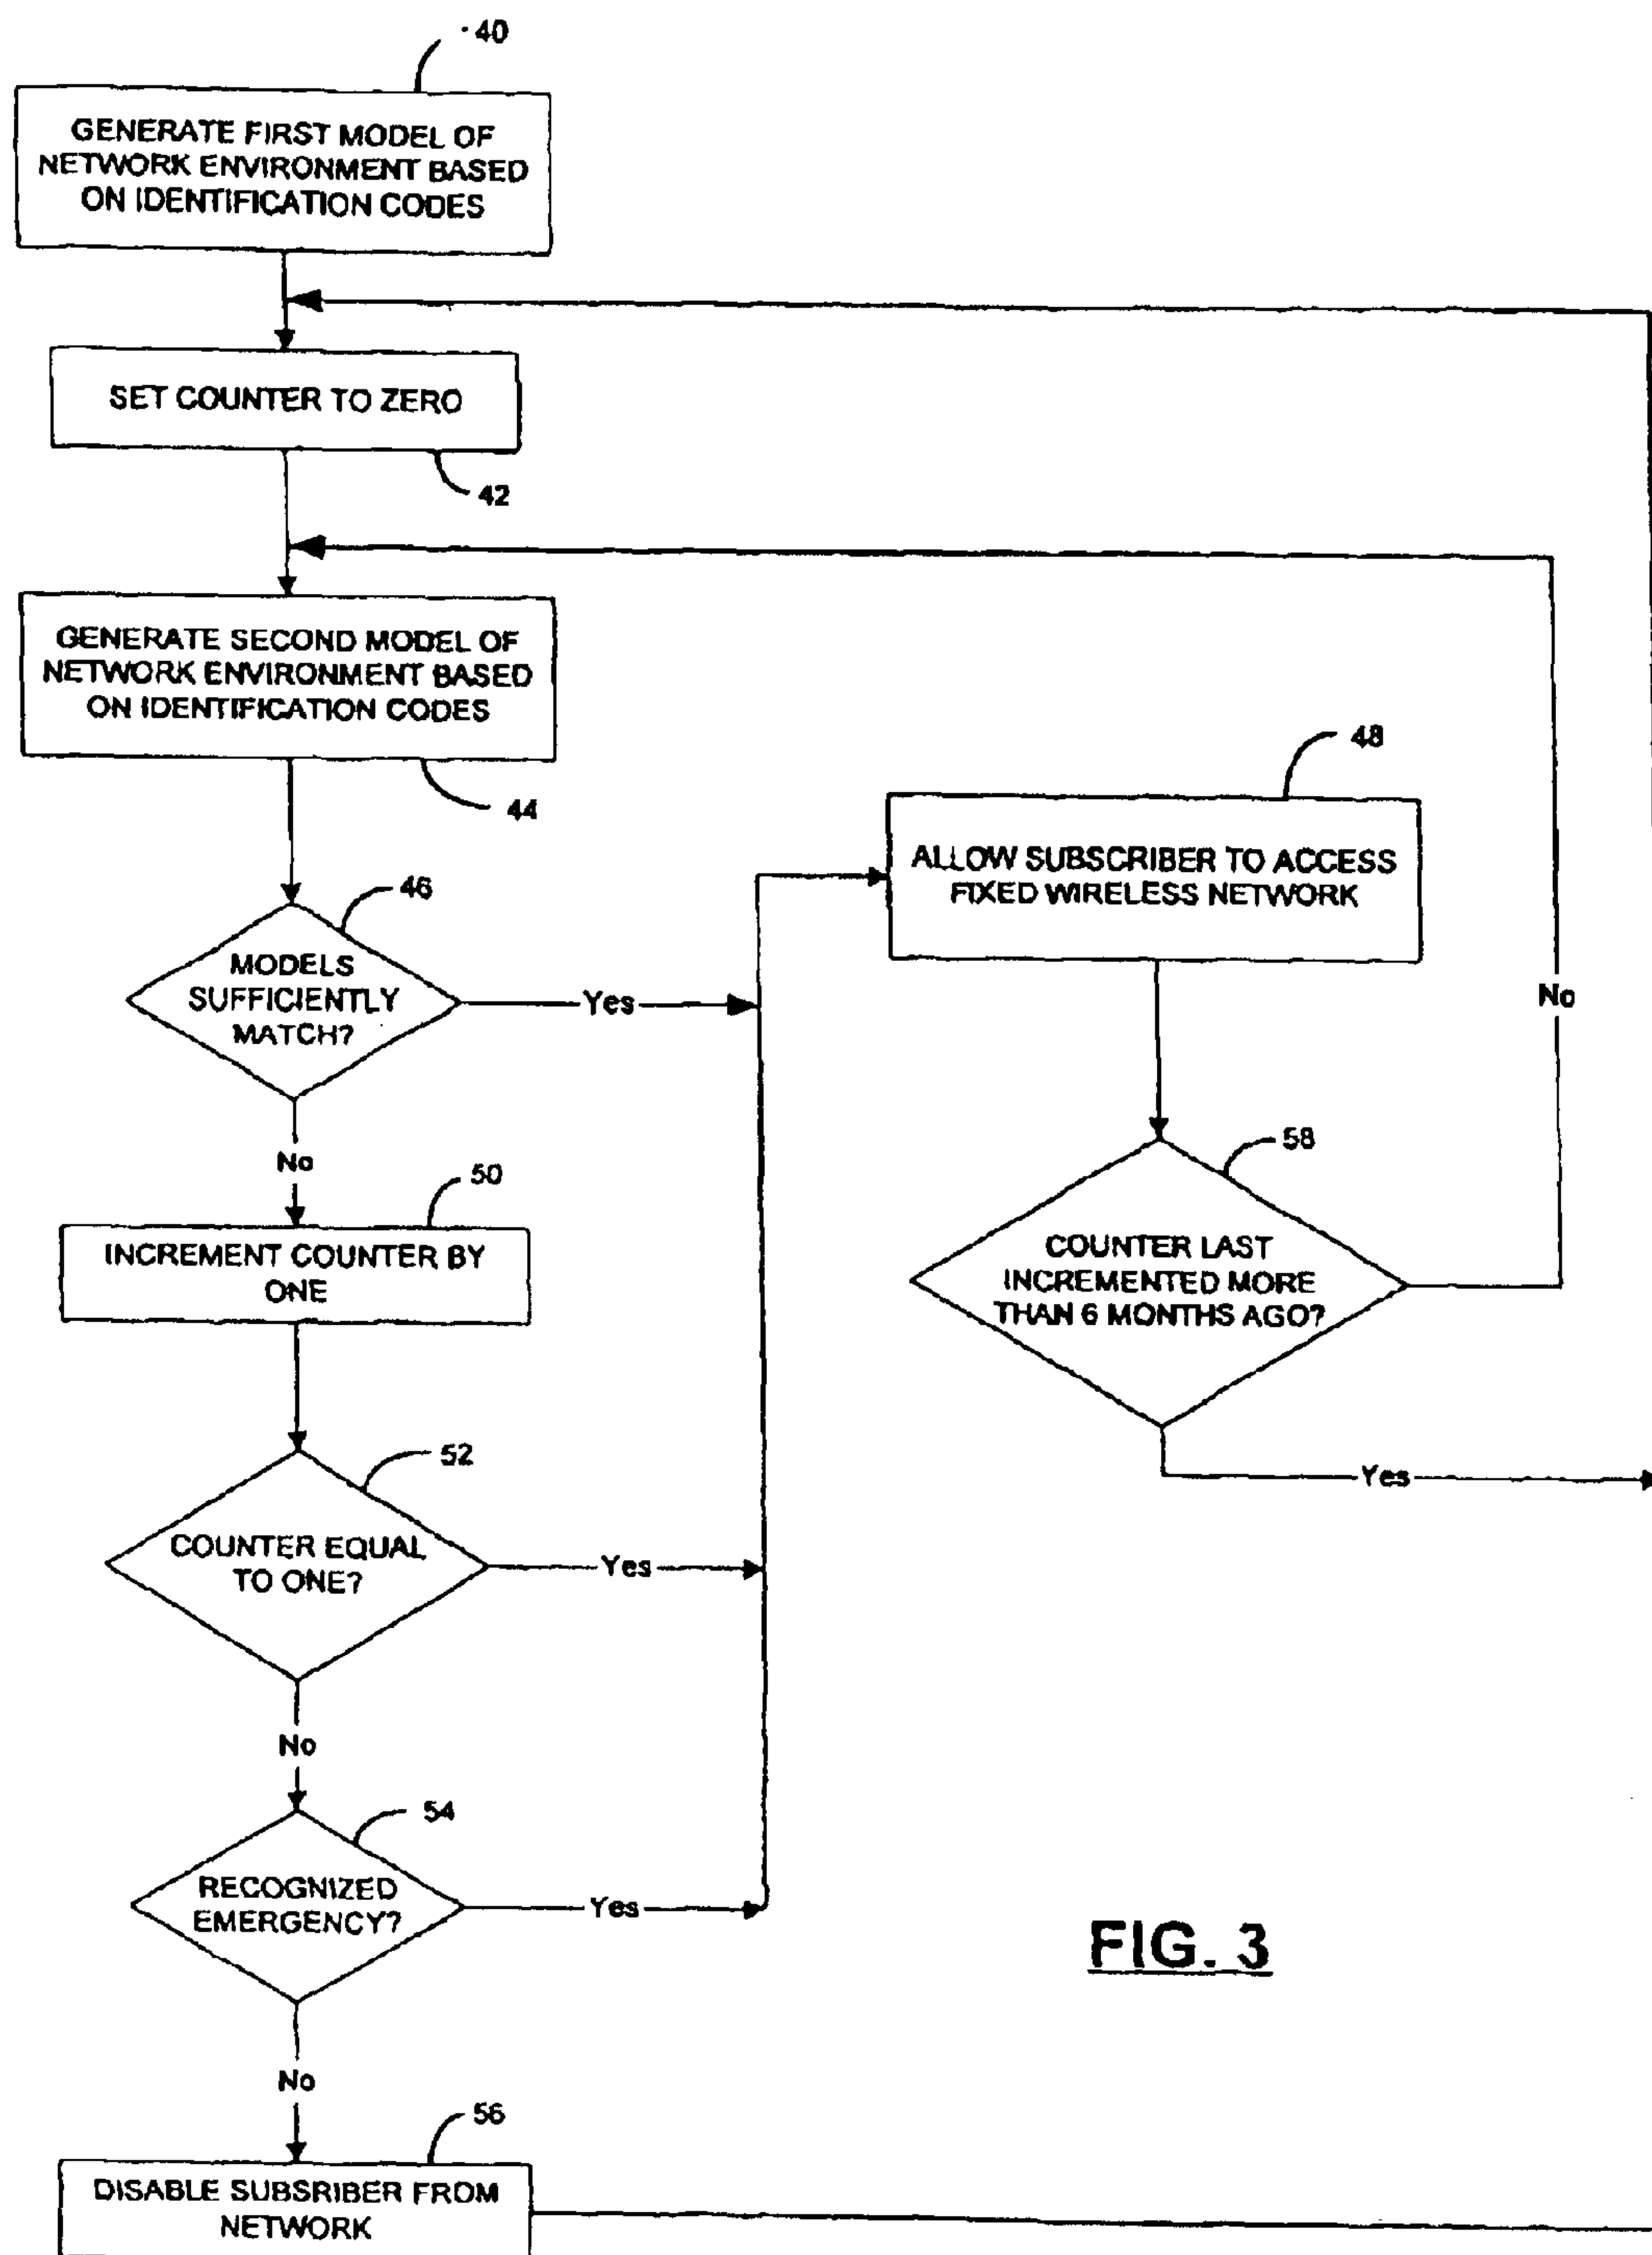 40
GENERATE FIRST MODEL OF
NETWORK ENVIRONMENT BASED
ON IDENTIFICATION CODES
SET COUNTER TO ZERO
42
GENERATE SECOND MODEL OF
NETWORK ENVIRONMENT BASED
ON IDENTIFICATION CODES
44
46
MODELS
SUFFICIENTLY
MATCH?
Yes
No
50
INCREMENT COUNTER BY
ONE
52
COUNTER EQUAL
TO ONE?
Yes
No
54
RECOGNIZED
EMERGENCY?
Yes
No
56
DISABLE SUBSRIBER FROM
NETWORK
48
ALLOW SUBSCRIBER TO ACCESS
FIXED WIRELESS NETWORK
58
COUNTER LAST
INCREMENTED MORE
THAN 6 MONTHS AGO?
No
Yes
FIG. 3